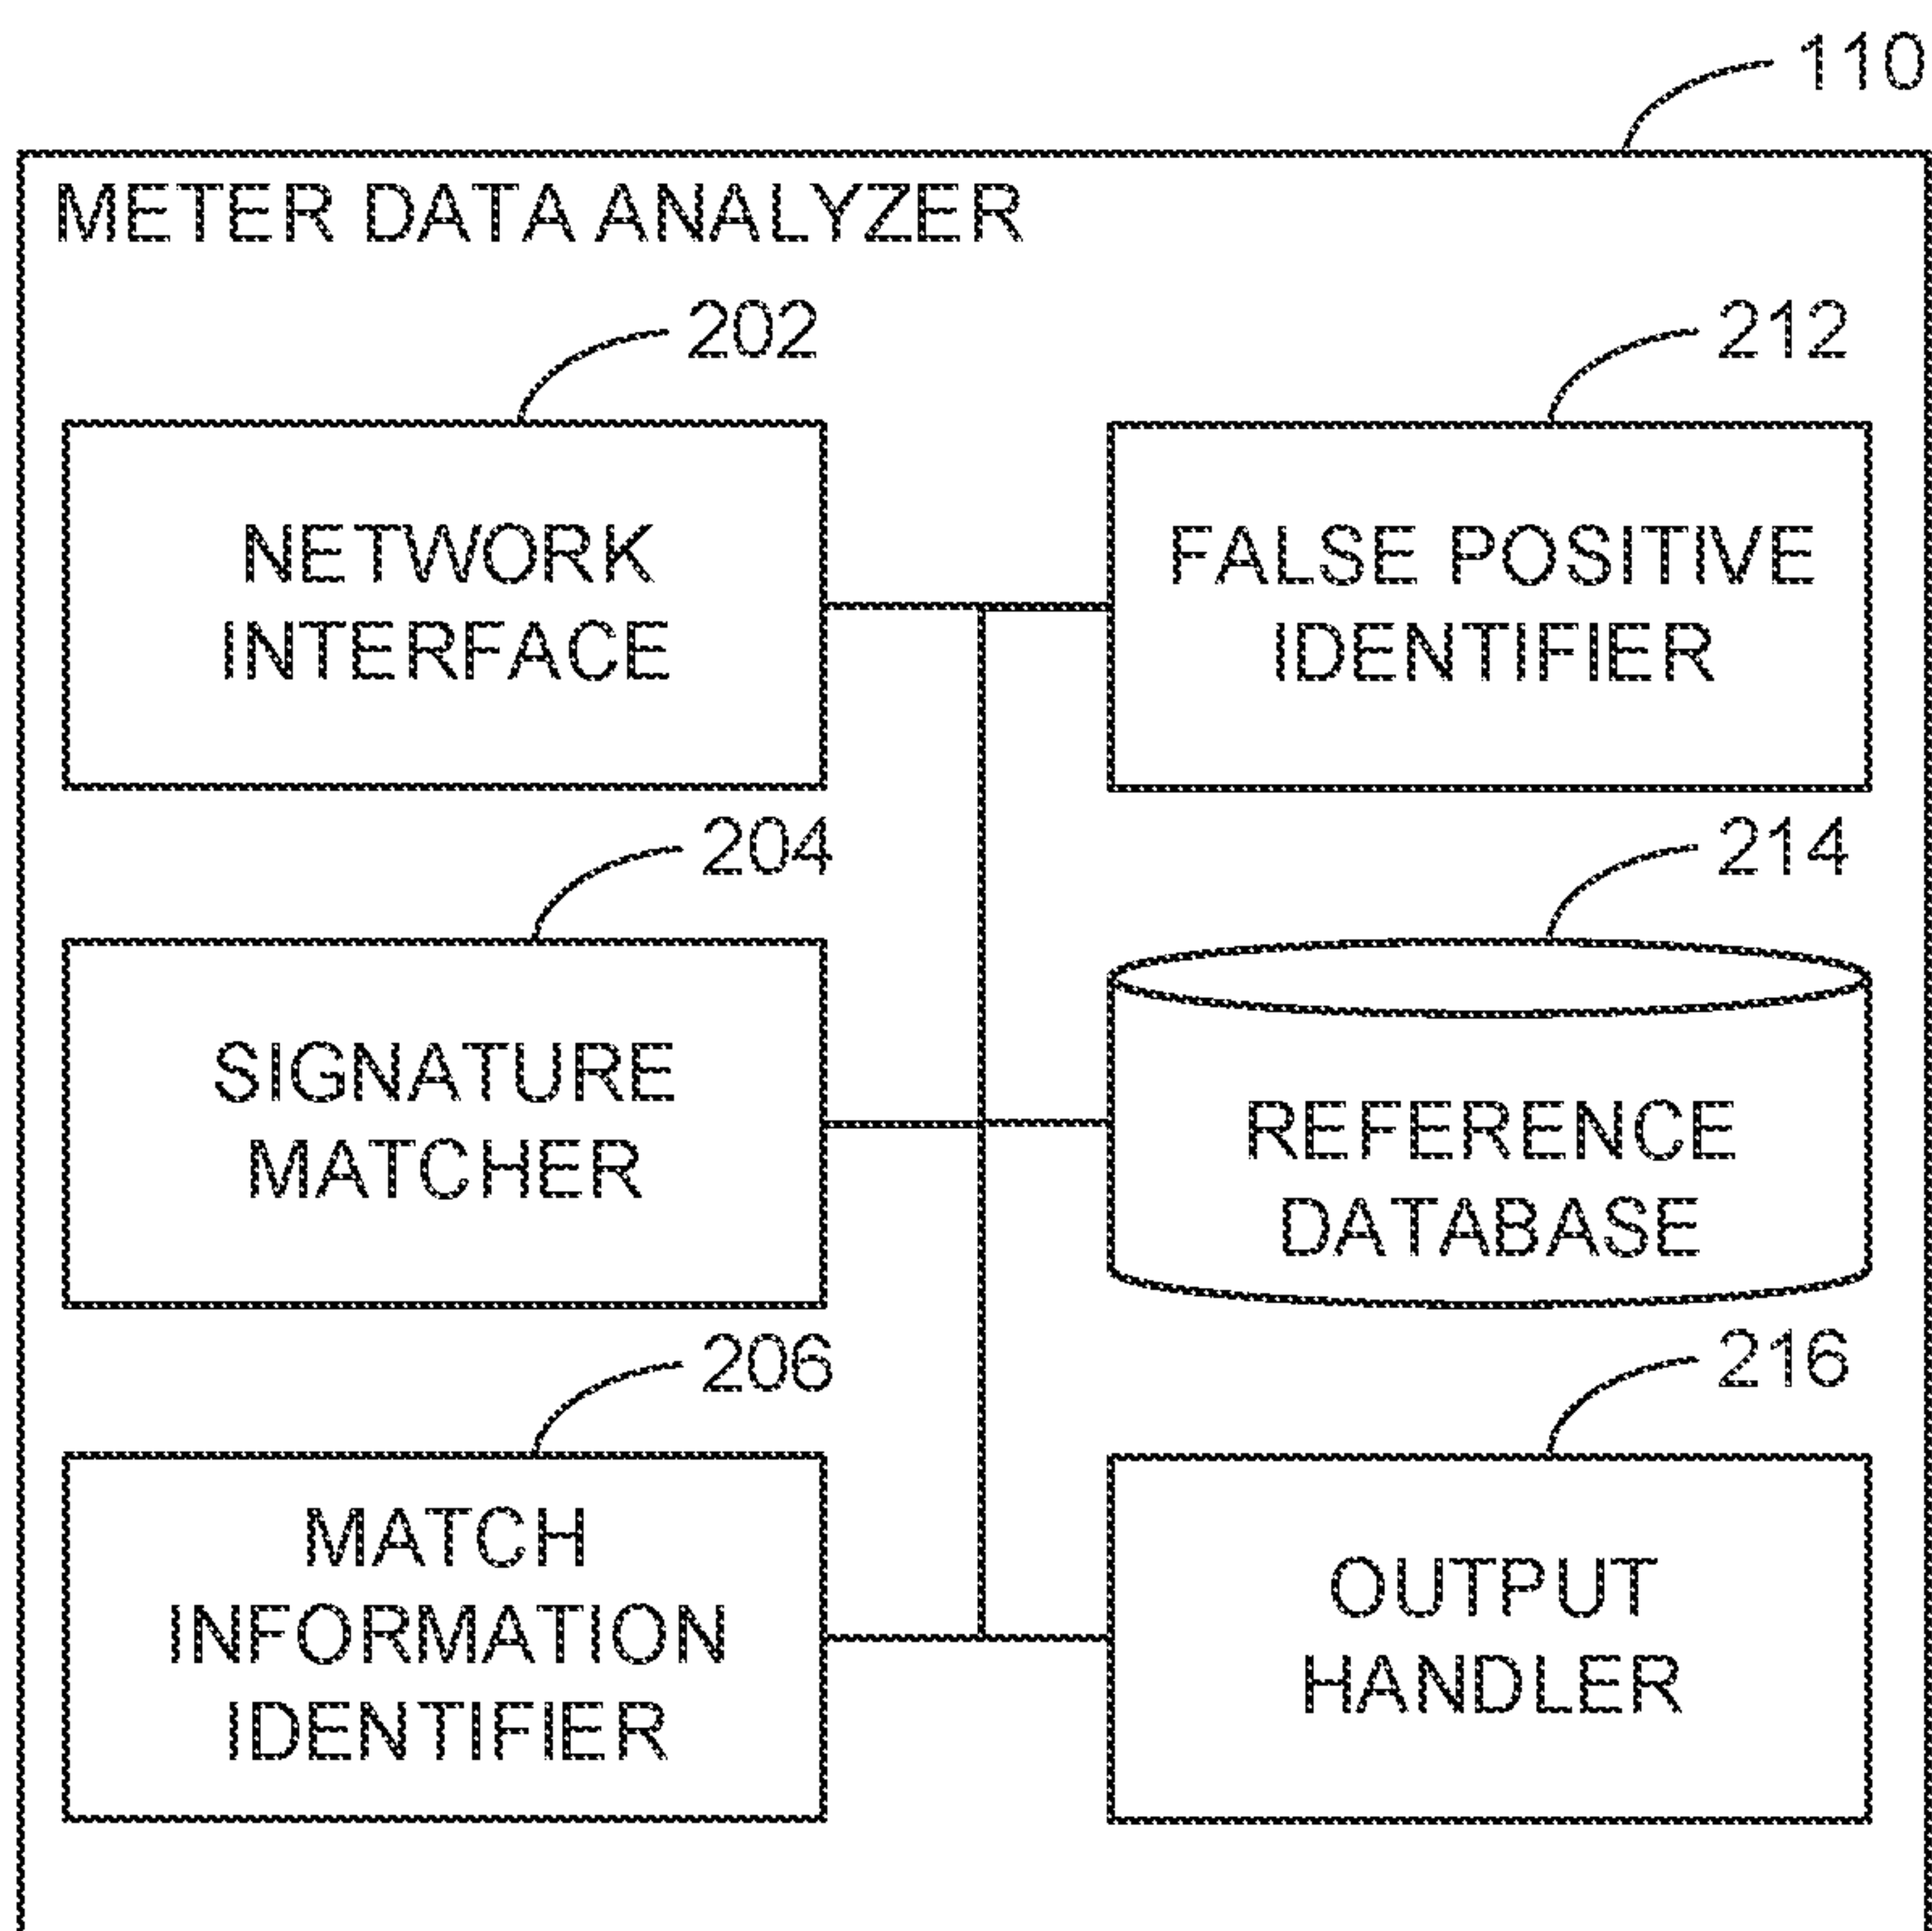 110
METER DATA ANALYZER
202
NETWORK
INTERFACE
212
FALSE POSITIVE
IDENTIFIER
204
SIGNATURE
MATCHER
214
REFERENCE
DATABASE
206
MATCH
INFORMATION
IDENTIFIER
216
OUTPUT
HANDLER